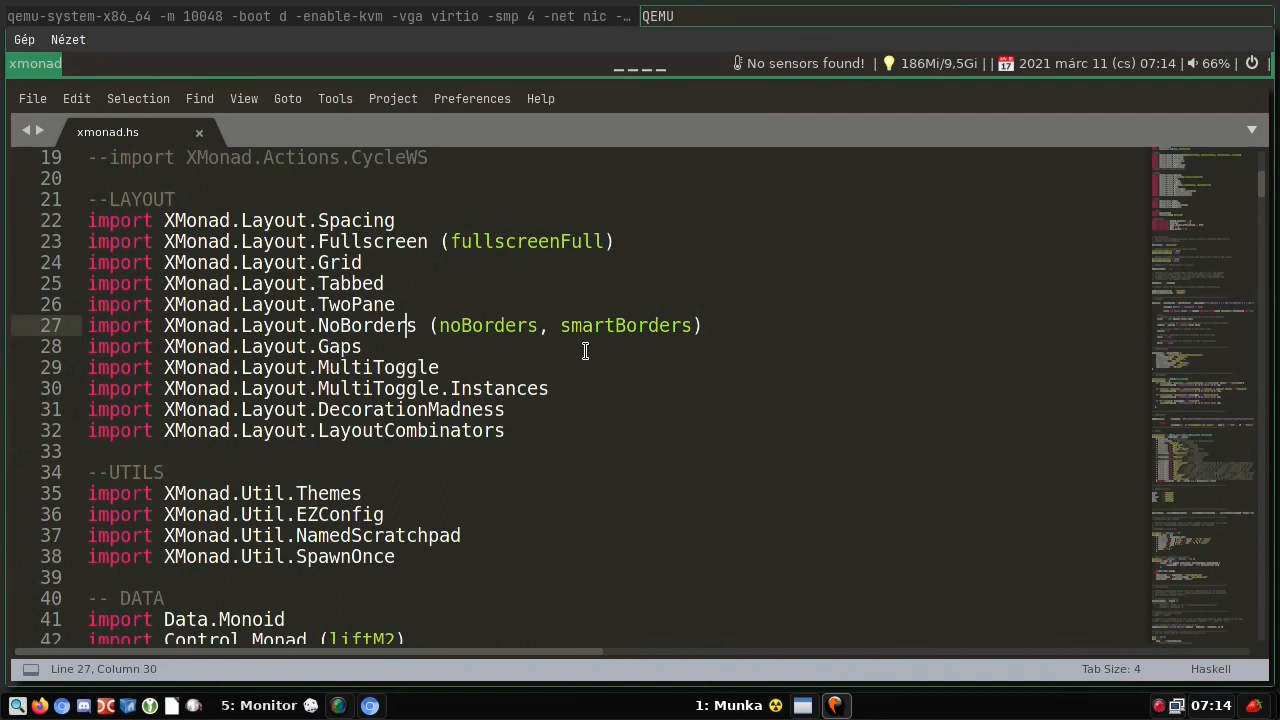 qemu-system-x86_64 -m 10048 -boot d -enable-kvm -vga virtio -smp 4 -net nic -…
QEMU
Gép Nézet
xmonad
No sensors found! | 186Mi/9,5Gi | | 2021 márc 11 (cs) 07:14 | 66% | |
File Edit Selection Find View Goto Tools Project Preferences Help
xmonad.hs
19 --import XMonad.Actions.CycleWS
20
21 --LAYOUT
22 import XMonad.Layout.Spacing
23 import XMonad.Layout.Fullscreen (fullscreenFull)
24 import XMonad.Layout.Grid
25 import XMonad.Layout.Tabbed
26 import XMonad.Layout.TwoPane
27 import XMonad.Layout.NoBorders (noBorders, smartBorders)
28 import XMonad.Layout.Gaps
29 import XMonad.Layout.MultiToggle
30 import XMonad.Layout.MultiToggle.Instances
31 import XMonad.Layout.DecorationMadness
32 import XMonad.Layout.LayoutCombinators
33
34 --UTILS
35 import XMonad.Util.Themes
36 import XMonad.Util.EZConfig
37 import XMonad.Util.NamedScratchpad
38 import XMonad.Util.SpawnOnce
39
40 -- DATA
41 import Data.Monoid
42 import Control.Monad (liftM2)
Line 27, Column 30
Tab Size: 4 Haskell
5: Monitor
1: Munka
07:14